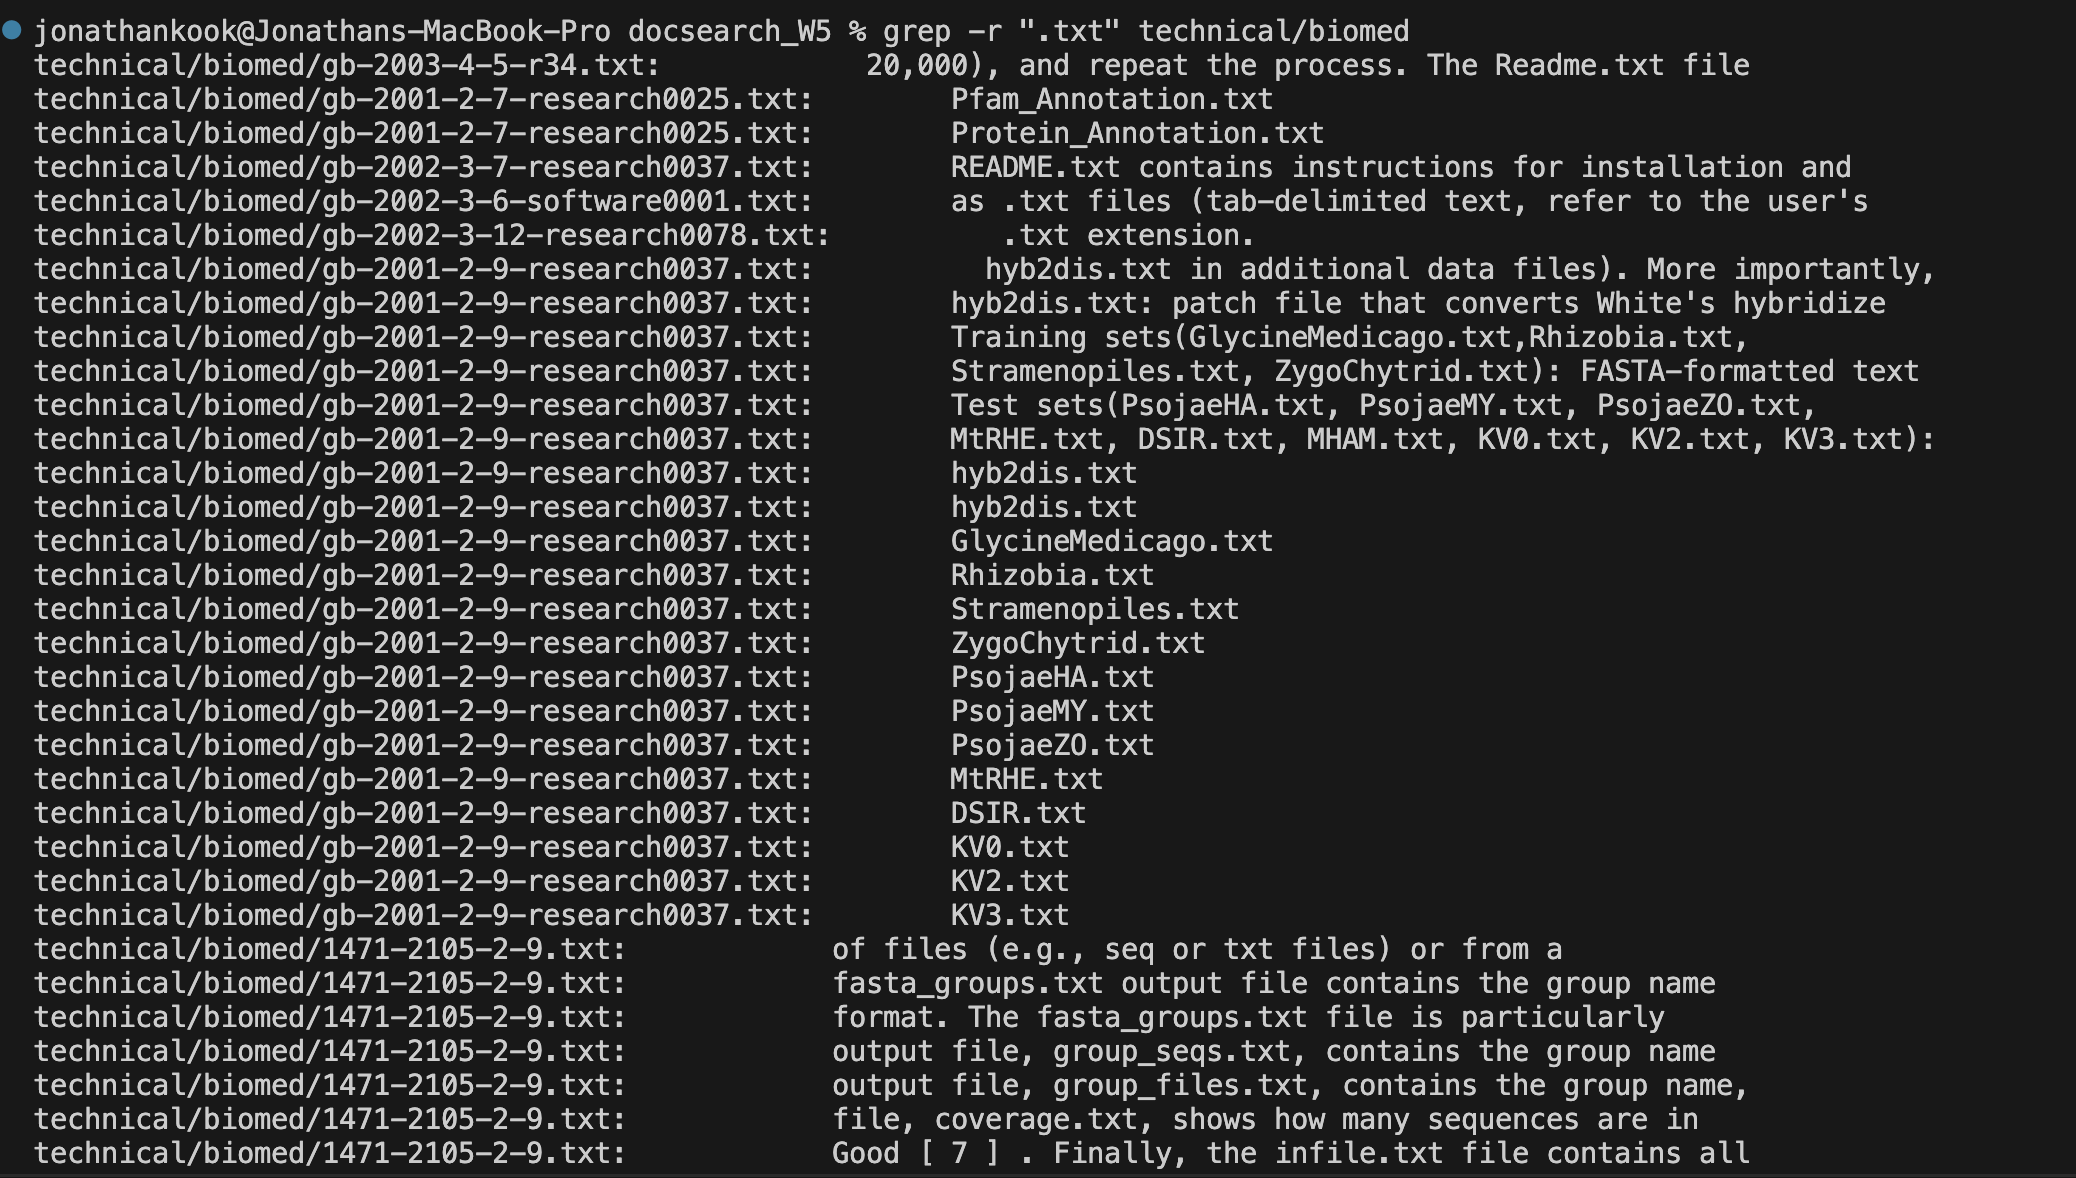 jonathankook@Jonathans-MacBook-Pro docsearch_W5 % grep -r ".txt" technical/biomed
technical/biomed/gb-2003-4-5-r34.txt:            20,000), and repeat the process. The Readme.txt file
technical/biomed/gb-2001-2-7-research0025.txt:        Pfam_Annotation.txt
technical/biomed/gb-2001-2-7-research0025.txt:        Protein_Annotation.txt
technical/biomed/gb-2002-3-7-research0037.txt:        README.txt contains instructions for installation and
technical/biomed/gb-2002-3-6-software0001.txt:        as .txt files (tab-delimited text, refer to the user's
technical/biomed/gb-2002-3-12-research0078.txt:          .txt extension.
technical/biomed/gb-2001-2-9-research0037.txt:          hyb2dis.txt in additional data files). More importantly,
technical/biomed/gb-2001-2-9-research0037.txt:        hyb2dis.txt: patch file that converts White's hybridize
technical/biomed/gb-2001-2-9-research0037.txt:        Training sets(GlycineMedicago.txt,Rhizobia.txt,
technical/biomed/gb-2001-2-9-research0037.txt:        Stramenopiles.txt, ZygoChytrid.txt): FASTA-formatted text
technical/biomed/gb-2001-2-9-research0037.txt:        Test sets(PsojaeHA.txt, PsojaeMY.txt, PsojaeZO.txt,
technical/biomed/gb-2001-2-9-research0037.txt:        MtRHE.txt, DSIR.txt, MHAM.txt, KV0.txt, KV2.txt, KV3.txt):
technical/biomed/gb-2001-2-9-research0037.txt:        hyb2dis.txt
technical/biomed/gb-2001-2-9-research0037.txt:        hyb2dis.txt
technical/biomed/gb-2001-2-9-research0037.txt:        GlycineMedicago.txt
technical/biomed/gb-2001-2-9-research0037.txt:        Rhizobia.txt
technical/biomed/gb-2001-2-9-research0037.txt:        Stramenopiles.txt
technical/biomed/gb-2001-2-9-research0037.txt:        ZygoChytrid.txt
technical/biomed/gb-2001-2-9-research0037.txt:        PsojaeHA.txt
technical/biomed/gb-2001-2-9-research0037.txt:        PsojaeMY.txt
technical/biomed/gb-2001-2-9-research0037.txt:        PsojaeZO.txt
technical/biomed/gb-2001-2-9-research0037.txt:        MtRHE.txt
technical/biomed/gb-2001-2-9-research0037.txt:        DSIR.txt
technical/biomed/gb-2001-2-9-research0037.txt:        KV0.txt
technical/biomed/gb-2001-2-9-research0037.txt:        KV2.txt
technical/biomed/gb-2001-2-9-research0037.txt:        KV3.txt
technical/biomed/1471-2105-2-9.txt:            of files (e.g., seq or txt files) or from a
technical/biomed/1471-2105-2-9.txt:            fasta_groups.txt output file contains the group name
technical/biomed/1471-2105-2-9.txt:            format. The fasta_groups.txt file is particularly
technical/biomed/1471-2105-2-9.txt:            output file, group_seqs.txt, contains the group name
technical/biomed/1471-2105-2-9.txt:            output file, group_files.txt, contains the group name,
technical/biomed/1471-2105-2-9.txt:            file, coverage.txt, shows how many sequences are in
technical/biomed/1471-2105-2-9.txt:            Good [ 7 ] . Finally, the infile.txt file contains all